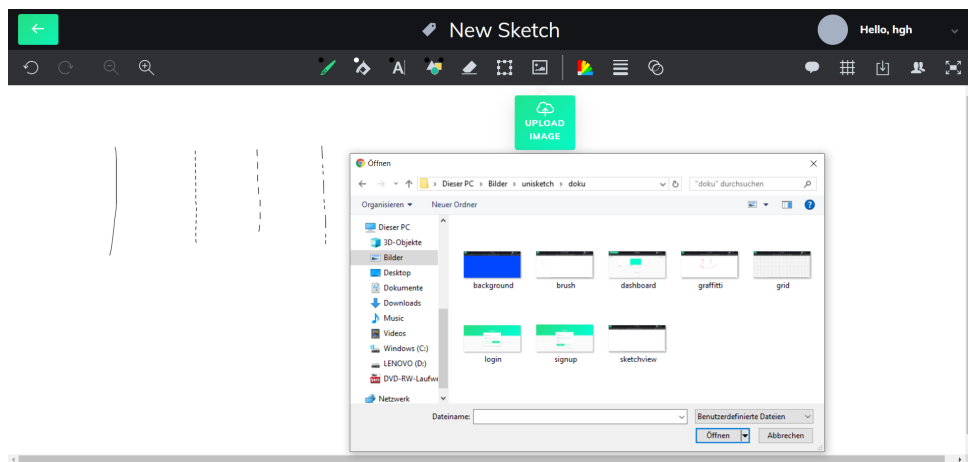 New Sketch
Hello, hgh
A
UPLOAD
IMAGE
Öffnen
Dieser PC › Bilder › unisketch › doku
"doku" durchsuchen
Organisieren
Neuer Ordner
Dieser PC
3D-Objekte
Bilder
Desktop
Dokumente
Downloads
Music
Videos
Windows (C:)
LENOVO (D:)
DVD-RW-Laufwe
Netzwerk
background
brush
dashboard
graffitti
grid
login
signup
sketchview
Dateiname:
Benutzerdefinierte Dateien
Öffnen
Abbrechen